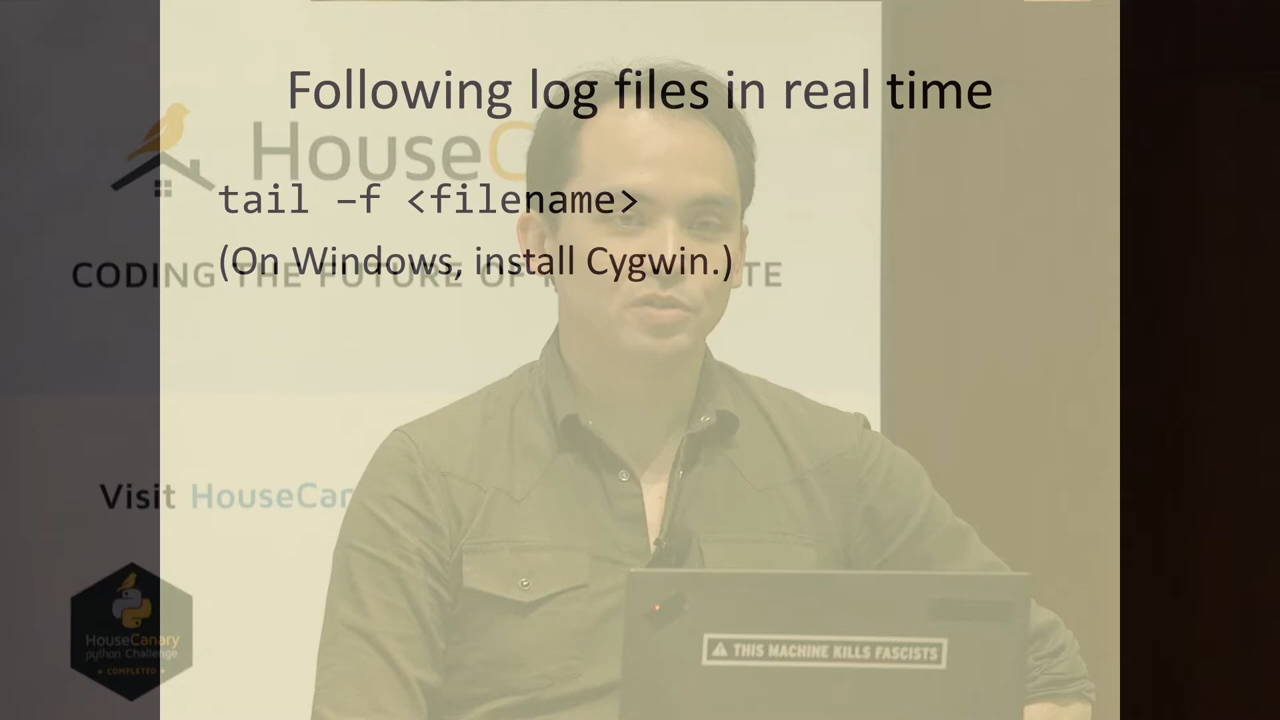 Following log files in real time
HouseC
tail –f <filename>
(On Windows, install Cygwin.)
CODING THE FUTURE OF
TE
Visit HouseCan
HouseCanary
python Challenge
COMPLETED
THIS MACHINE KILLS FASCISTS